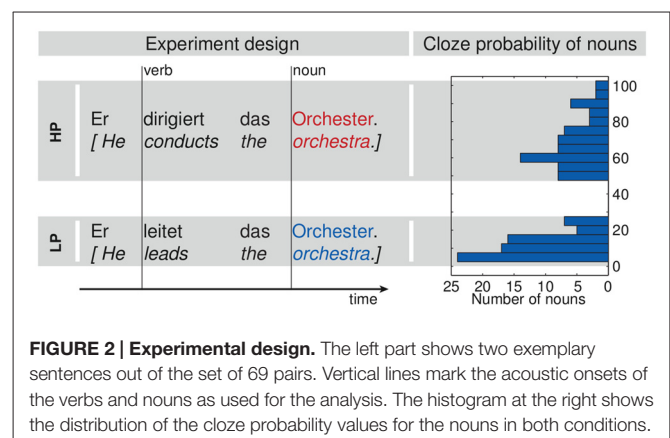 Experiment design
Cloze probability of nouns
verb
noun
HP
Er dirigiert das Orchester.
[ He conducts the orchestra.]
LP
Er leitet das Orchester.
[ He leads the orchestra.]
time
100
80
60
40
20
0
25 20 15 10 5 0
Number of nouns
FIGURE 2 | Experimental design. The left part shows two exemplary
sentences out of the set of 69 pairs. Vertical lines mark the acoustic onsets of
the verbs and nouns as used for the analysis. The histogram at the right shows
the distribution of the cloze probability values for the nouns in both conditions.